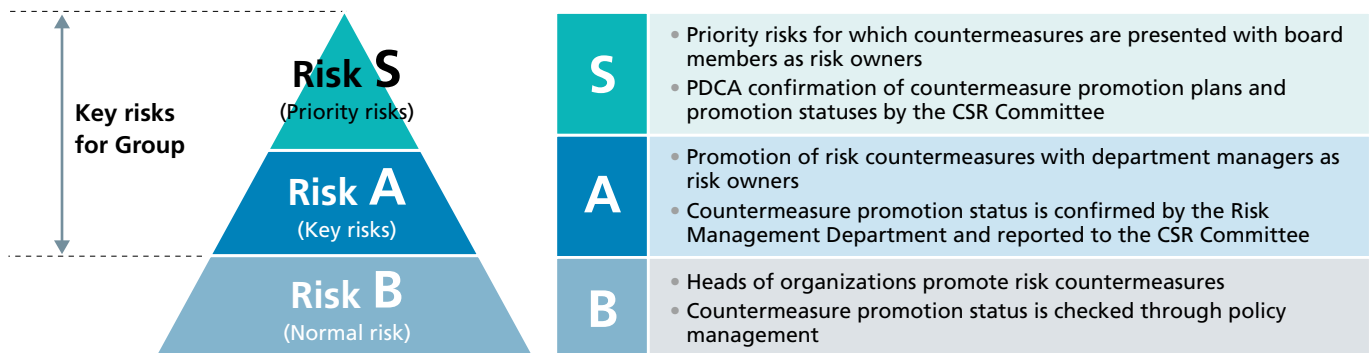 Key risks
for Group
Risk S
(Priority risks)
Risk A
(Key risks)
Risk B
(Normal risk)
S
• Priority risks for which countermeasures are presented with board
members as risk owners
• PDCA confirmation of countermeasure promotion plans and
promotion statuses by the CSR Committee
A
• Promotion of risk countermeasures with department managers as
risk owners
• Countermeasure promotion status is confirmed by the Risk
Management Department and reported to the CSR Committee
B
• Heads of organizations promote risk countermeasures
• Countermeasure promotion status is checked through policy
management